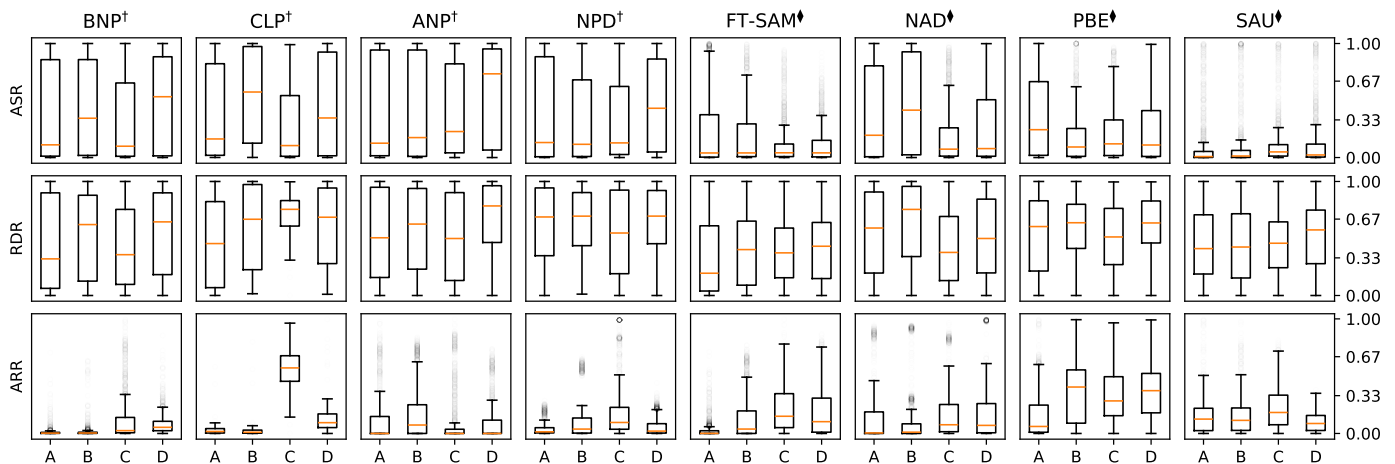 BNP† CLP† ANP† NPD† FT-SAM♦ NAD♦ PBE♦ SAU♦
ASR
1.00
0.67
0.33
0.00
RDR
1.00
0.67
0.33
0.00
ARR
1.00
0.67
0.33
0.00
A B C D A B C D A B C D A B C D A B C D A B C D A B C D A B C D